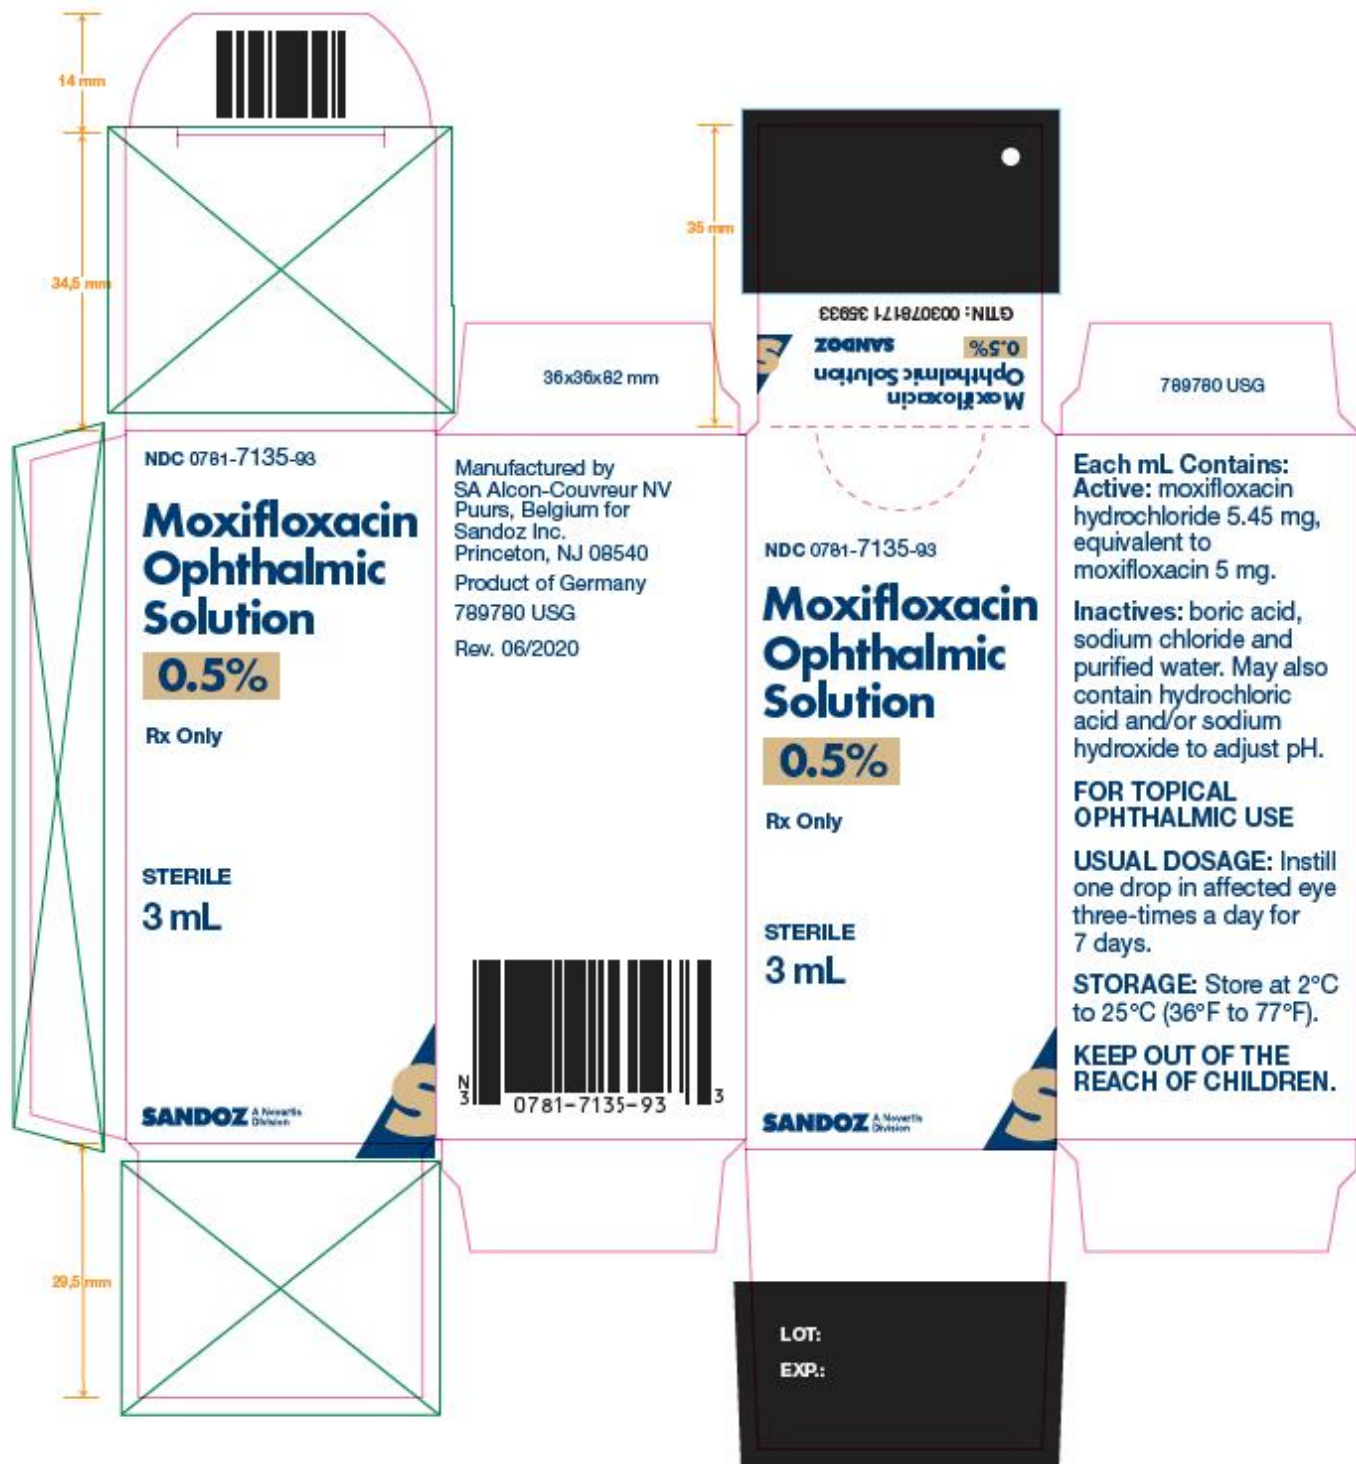 14 mm
34,5 mm
35 mm
GTIN: 00307817135933
SANDOZ
0.5%
Ophthalmic Solution
Moxifloxacin
36x36x82 mm
789780 USG
NDC 0781-7135-93
Moxifloxacin
Ophthalmic
Solution
0.5%
Rx Only
STERILE
3 mL
SANDOZ A Novartis
Division
S
29,5 mm
Manufactured by
SA Alcon-Couvreur NV
Puurs, Belgium for
Sandoz Inc.
Princeton, NJ 08540
Product of Germany
789780 USG
Rev. 06/2020
N
3 0781-7135-93 3
NDC 0781-7135-93
Moxifloxacin
Ophthalmic
Solution
0.5%
Rx Only
STERILE
3 mL
SANDOZ A Novartis
Division
S
LOT:
EXP.:
Each mL Contains:
Active: moxifloxacin
hydrochloride 5.45 mg,
equivalent to
moxifloxacin 5 mg.
Inactives: boric acid,
sodium chloride and
purified water. May also
contain hydrochloric
acid and/or sodium
hydroxide to adjust pH.
FOR TOPICAL
OPHTHALMIC USE
USUAL DOSAGE: Instill
one drop in affected eye
three-times a day for
7 days.
STORAGE: Store at 2°C
to 25°C (36°F to 77°F).
KEEP OUT OF THE
REACH OF CHILDREN.